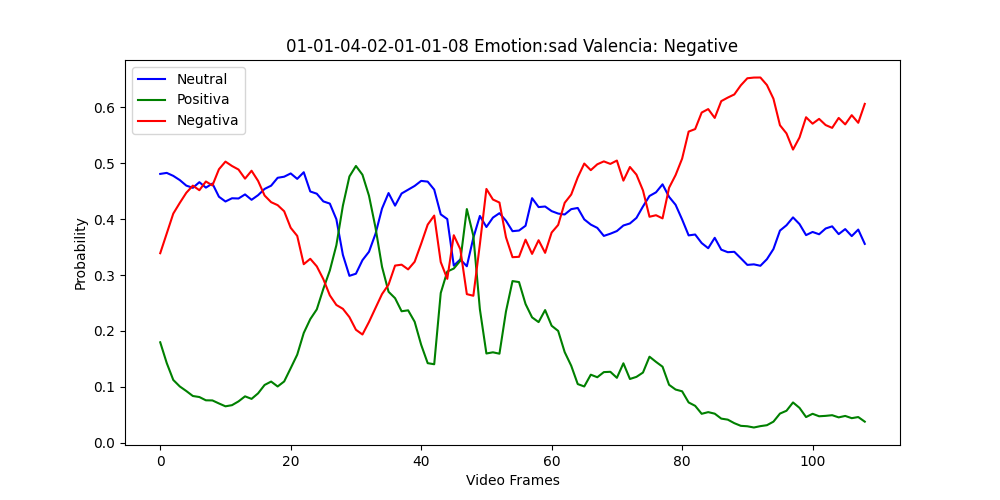 01-01-04-02-01-01-08 Emotion:sad Valencia: Negative
Neutral
Positiva
Negativa
Probability
0.6
0.5
0.4
0.3
0.2
0.1
0.0
0 20 40 60 80 100
Video Frames